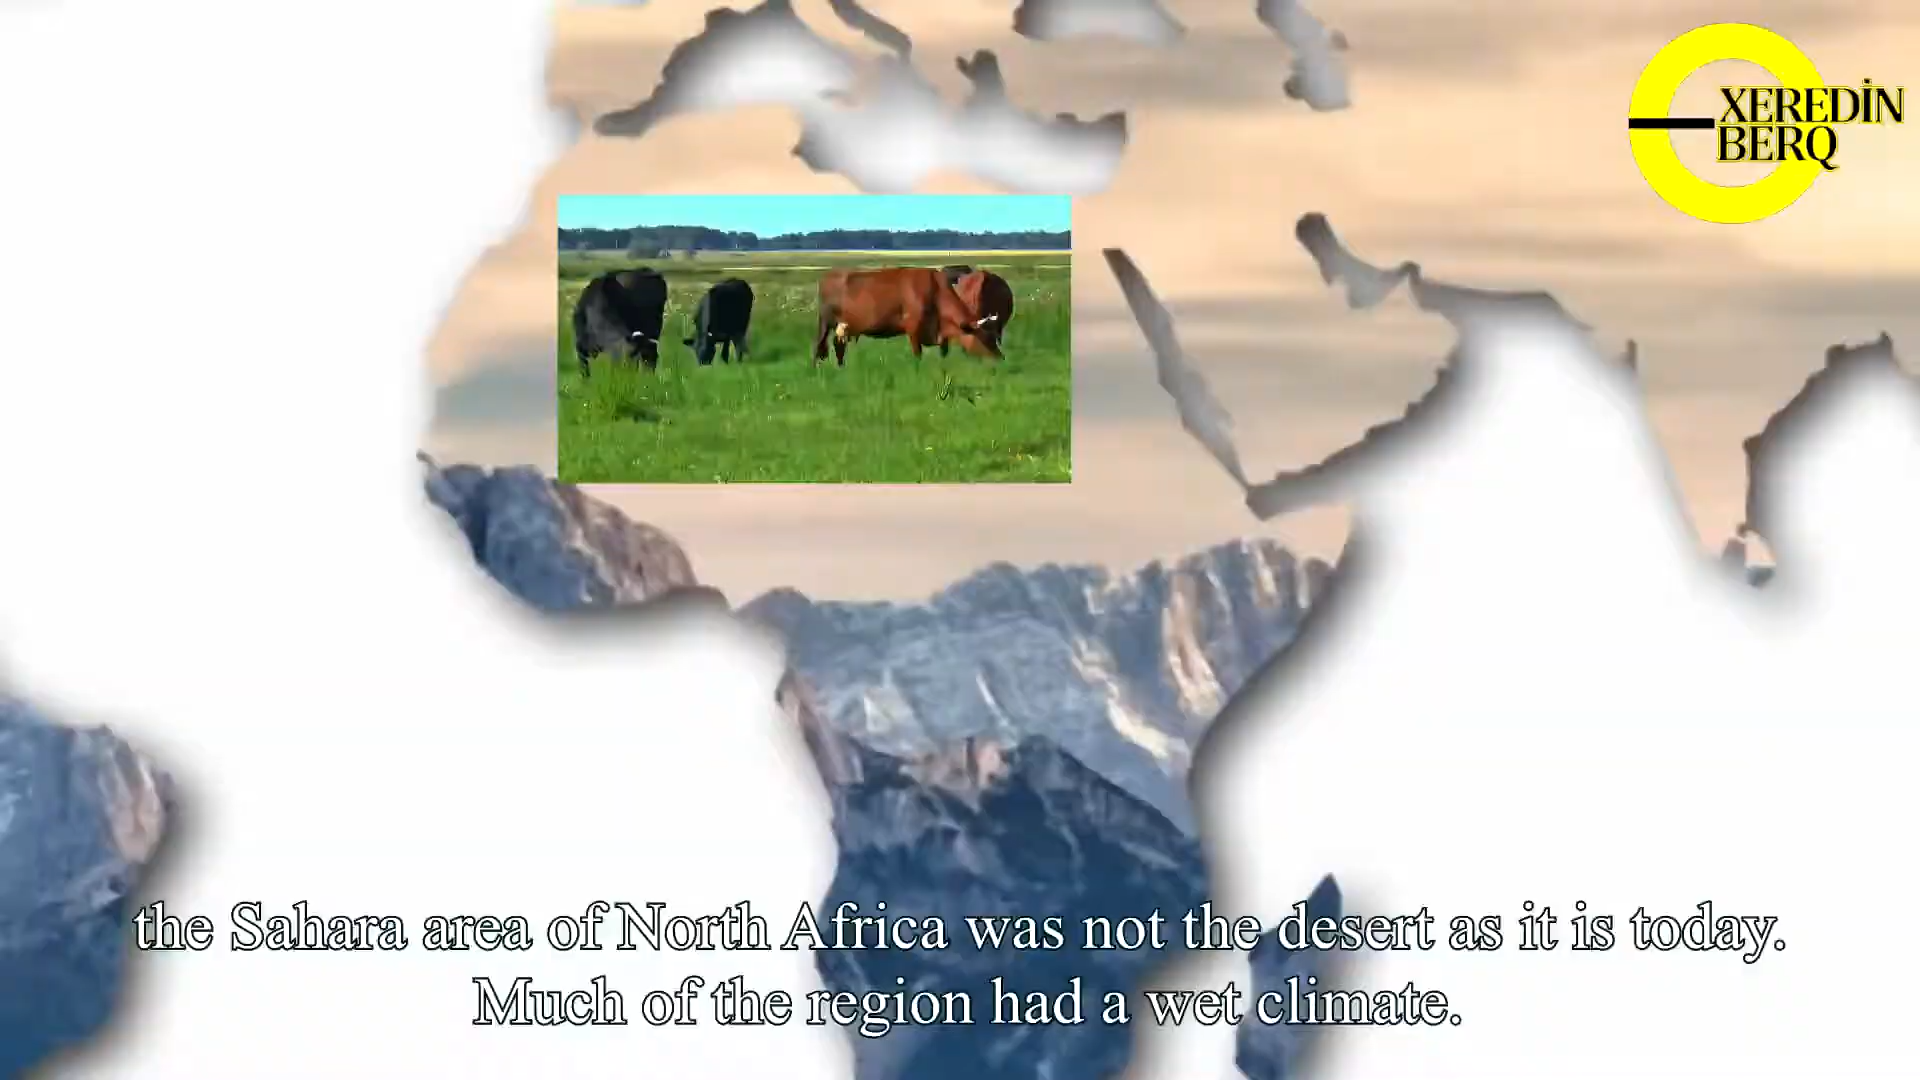 XEREDİN
BERQ
the Sahara area of North Africa was not the desert as it is today.
Much of the region had a wet climate.